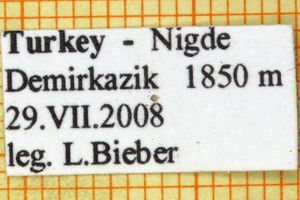 Turkey - Nigde
Demirkazik 1850 m
29.VII.2008
leg. L.Bieber